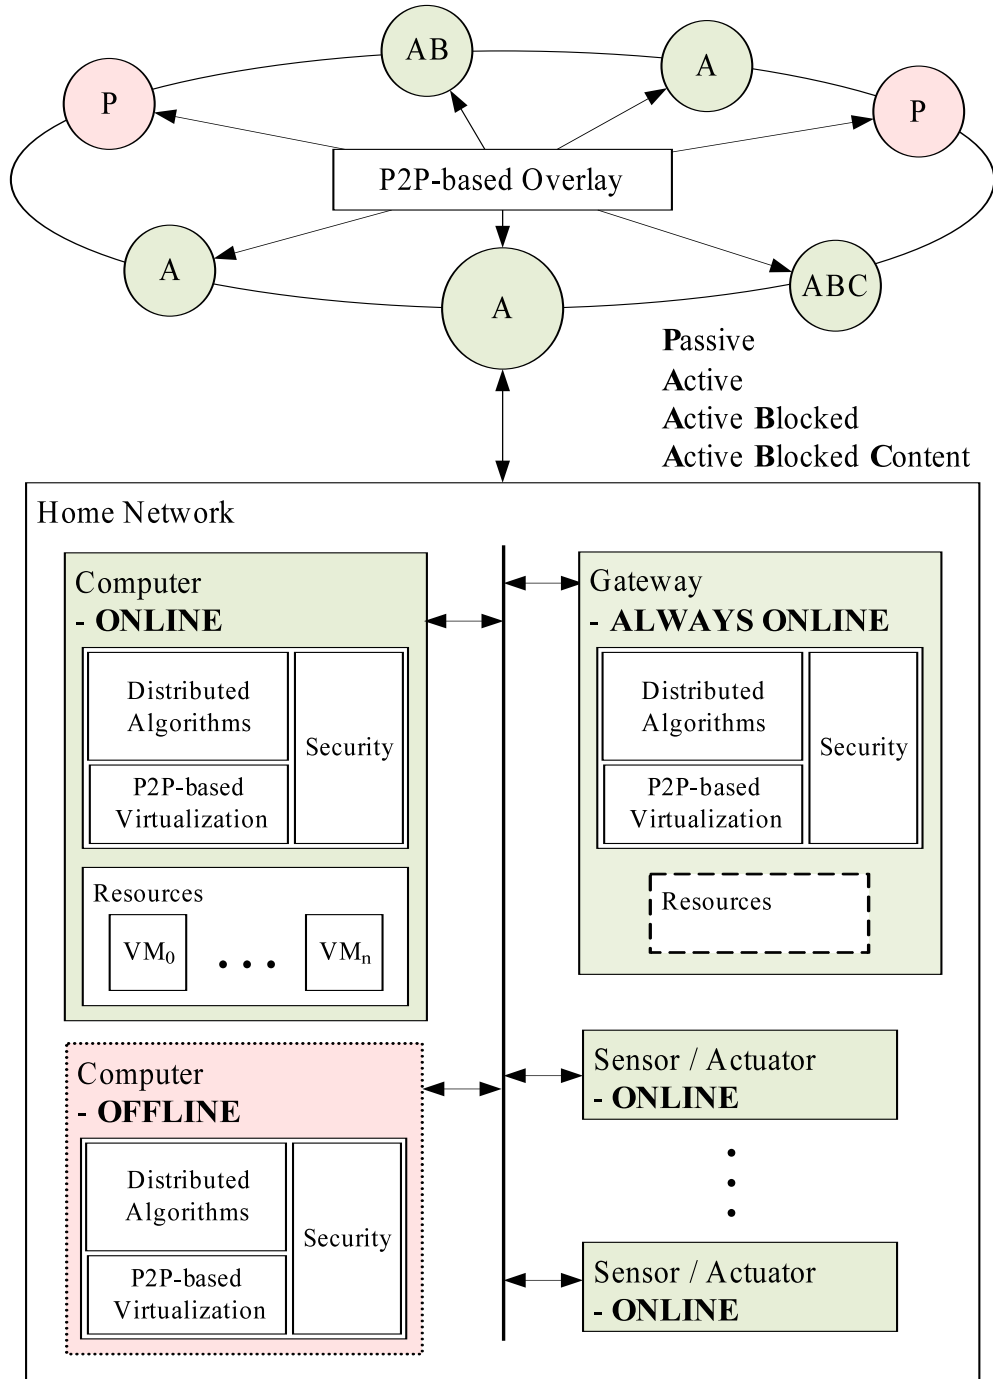 AB
A
P
P
P2P-based Overlay
A
A
ABC
Passive
Active
Active Blocked
Active Blocked Content
Home Network
Computer
- ONLINE
Distributed
Algorithms
Security
P2P-based
Virtualization
Resources
VM0
. . .
VMn
Gateway
- ALWAYS ONLINE
Distributed
Algorithms
Security
P2P-based
Virtualization
Resources
Computer
- OFFLINE
Distributed
Algorithms
Security
P2P-based
Virtualization
Sensor / Actuator
- ONLINE
Sensor / Actuator
- ONLINE